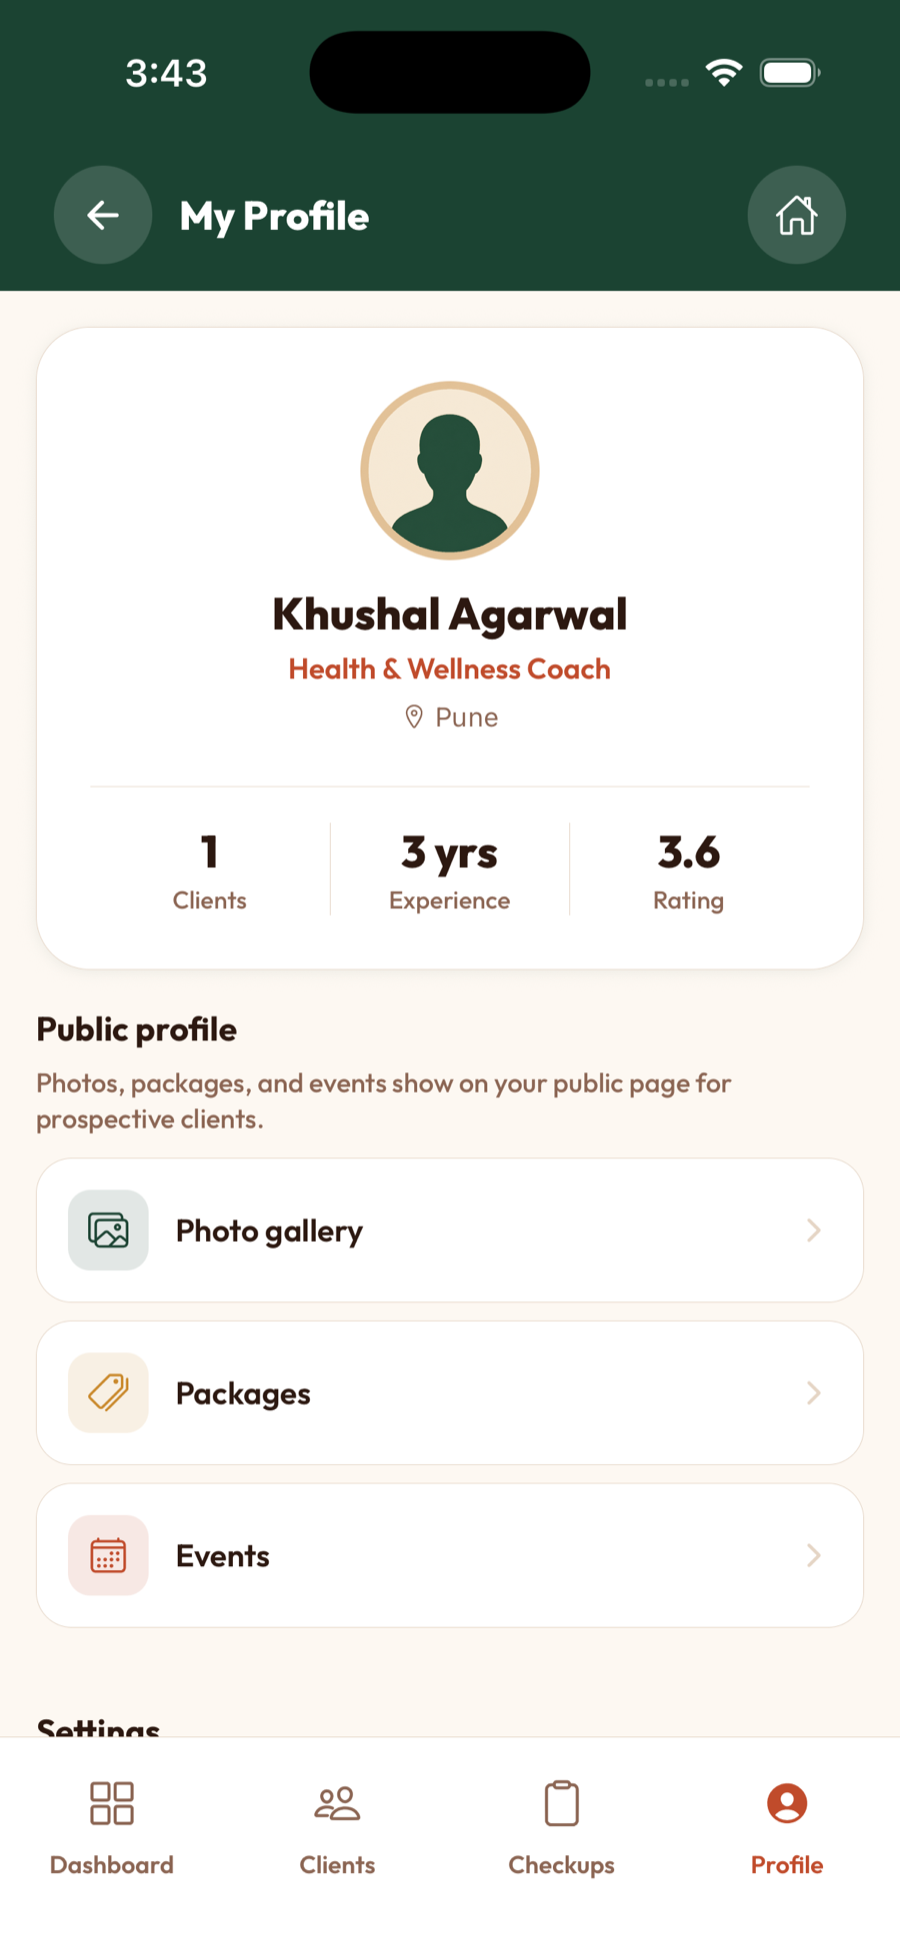 3:43
My Profile
Khushal Agarwal
Health & Wellness Coach
Pune
1
Clients
3 yrs
Experience
3.6
Rating
Public profile
Photos, packages, and events show on your public page for
prospective clients.
Photo gallery
Packages
Events
Settings
Dashboard
Clients
Checkups
Profile